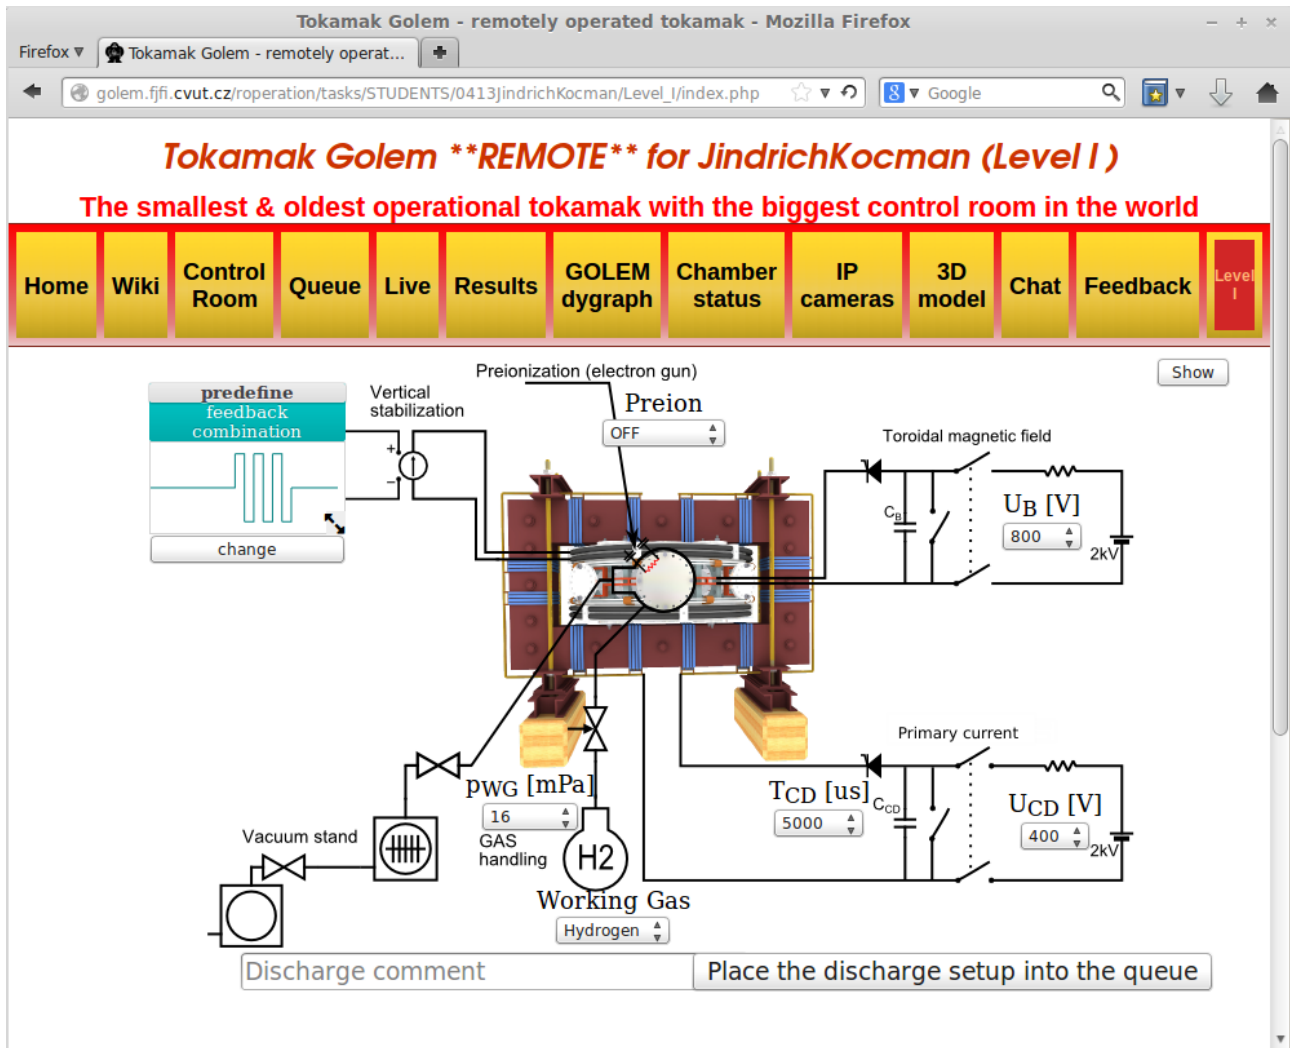 Tokamak Golem - remotely operated tokamak - Mozilla Firefox
Firefox
Tokamak Golem - remotely operat...
golem.fjfi.cvut.cz/roperation/tasks/STUDENTS/0413JindrichKocman/Level_I/index.php
8
Google
Tokamak Golem **REMOTE** for JindrichKocman (Level I )
The smallest & oldest operational tokamak with the biggest control room in the world
Home
Wiki
Control
Room
Queue
Live
Results
GOLEM
dygraph
Chamber
status
IP
cameras
3D
model
Chat
Feedback
Level
I
Show
Preionization (electron gun)
Preion
OFF
predefine
feedback
combination
change
Vertical
stabilization
+
−
Toroidal magnetic field
CB
UB [V]
800
2kV
Primary current
TCD [us]
5000
CCD
UCD [V]
400
2kV
pWG [mPa]
16
GAS
handling
H2
Vacuum stand
Working Gas
Hydrogen
Discharge comment
Place the discharge setup into the queue